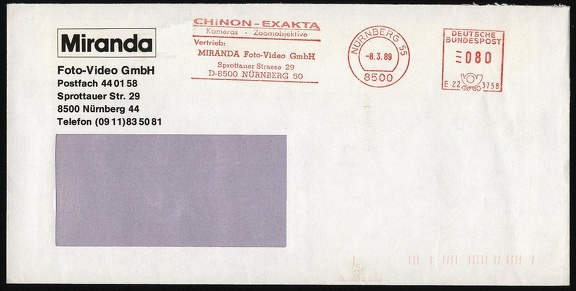 Miranda
Foto-Video GmbH
Postfach 44 01 58
Sprottauer Str. 29
8500 Nürnberg 44
Telefon (09 11) 83 50 81
CHINON - EXAKTA
Kameras - Zoomobjektive
Vertrieb:
MIRANDA Foto-Video GmbH
Sprottauer Strasse 29
D-8500 NÜRNBERG 50
NÜRNBERG 55
-8.3.89
8500
DEUTSCHE
BUNDESPOST
080
E 22 3758